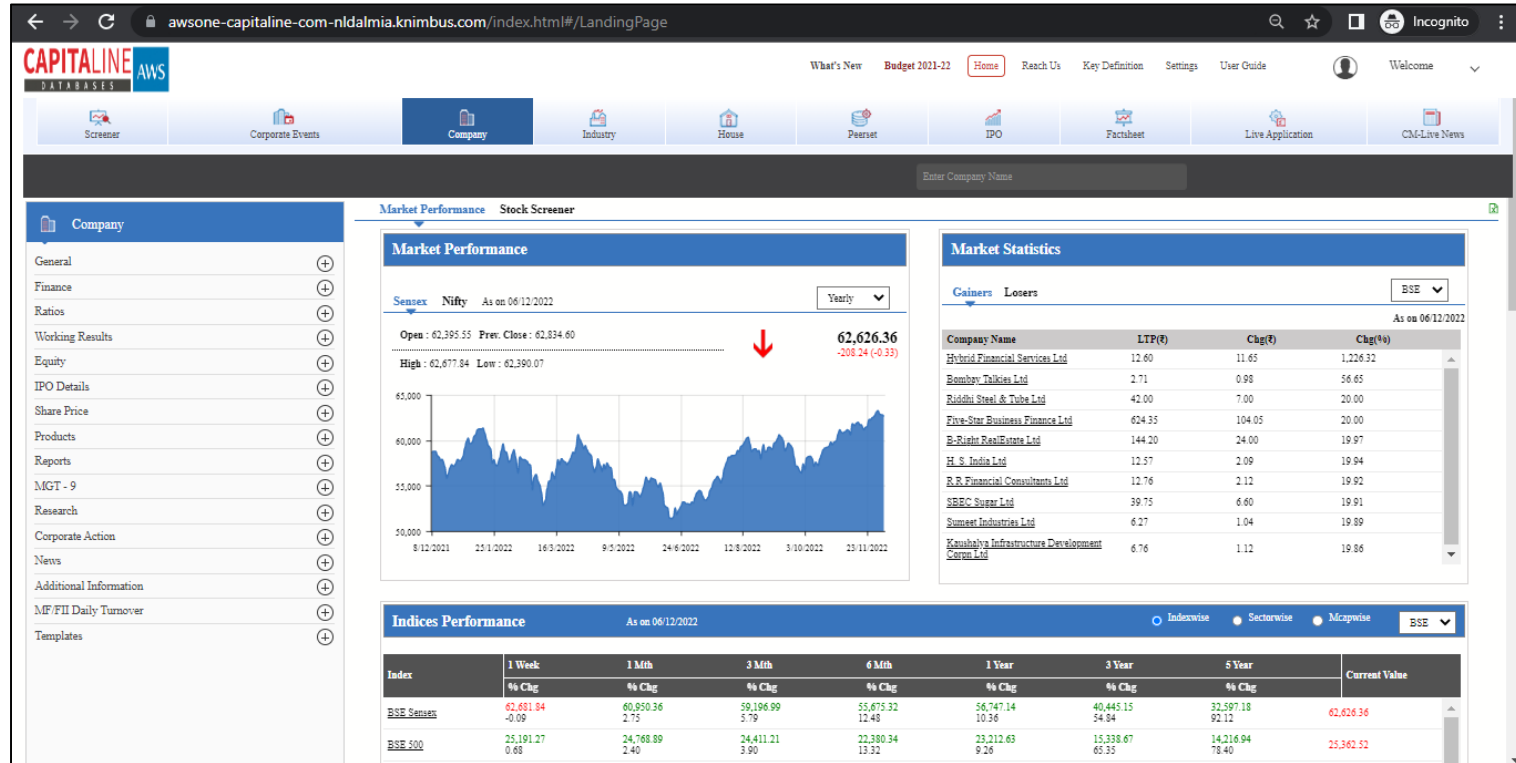 awsone-capitaline-com-nldalmia.knimbus.com/index.html#/LandingPage
Incognito
CAPITALINE AWS
DATABASES
What's New Budget 2021-22 Home Reach Us Key Definition Settings User Guide Welcome
Screener Corporate Events Company Industry House Peerset IPO Factsheet Live Application CM-Live News
Enter Company Name
Company
General
Finance
Ratios
Working Results
Equity
IPO Details
Share Price
Products
Reports
MGT - 9
Research
Corporate Action
News
Additional Information
MF/FII Daily Turnover
Templates
Market Performance Stock Screener
Market Performance
Sensex Nifty As on 06/12/2022 Yearly
Open : 62,395.55 Prev. Close : 62,834.60 62,626.36
-208.24 (-0.33)
High : 62,677.84 Low : 62,390.07
65,000
60,000
55,000
50,000
8/12/2021 25/1/2022 16/3/2022 9/5/2022 24/6/2022 12/8/2022 3/10/2022 23/11/2022
Market Statistics
Gainers Losers BSE
As on 06/12/2022
Company Name LTP(₹) Chg(₹) Chg(%)
Hybrid Financial Services Ltd 12.60 11.65 1,226.32
Bombay Talkies Ltd 2.71 0.98 56.65
Riddhi Steel & Tube Ltd 42.00 7.00 20.00
Five-Star Business Finance Ltd 624.35 104.05 20.00
B-Right RealEstate Ltd 144.20 24.00 19.97
H. S. India Ltd 12.57 2.09 19.94
R R Financial Consultants Ltd 12.76 2.12 19.92
SBEC Sugar Ltd 39.75 6.60 19.91
Sumeet Industries Ltd 6.27 1.04 19.89
Kaushalya Infrastructure Development
Corpn Ltd 6.76 1.12 19.86
Indices Performance As on 06/12/2022 Indexwise Sectorwise Mcapwise BSE
Index 1 Week 1 Mth 3 Mth 6 Mth 1 Year 3 Year 5 Year Current Value
% Chg % Chg % Chg % Chg % Chg % Chg % Chg
BSE Sensex 62,681.84 60,950.36 59,196.99 55,675.32 56,747.14 40,445.15 32,597.18 62,626.36
-0.09 2.75 5.79 12.48 10.36 54.84 92.12
BSE 500 25,191.27 24,768.89 24,411.21 22,380.34 23,212.63 15,338.67 14,216.94 25,362.52
0.68 2.40 3.90 13.32 9.26 65.35 78.40